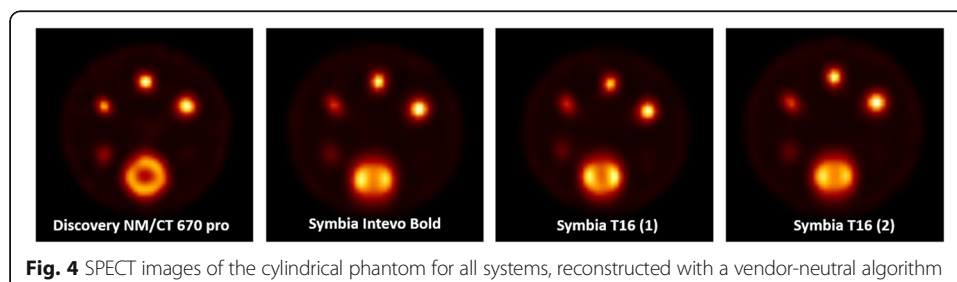 Discovery NM/CT 670 pro
Symbia Intevo Bold
Symbia T16 (1)
Symbia T16 (2)
Fig. 4 SPECT images of the cylindrical phantom for all systems, reconstructed with a vendor-neutral algorithm